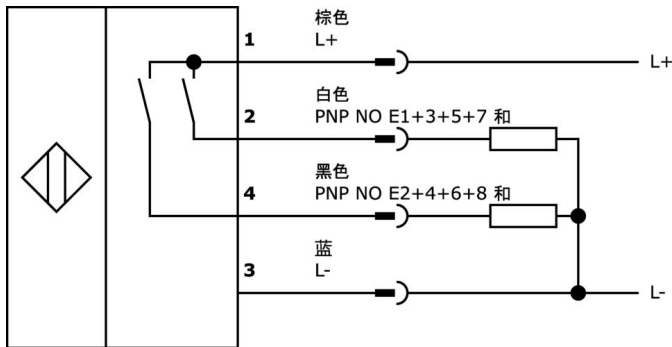 棕色
1 L+
L+
白色
2 PNP NO E1+3+5+7 和
黑色
4 PNP NO E2+4+6+8 和
蓝
3 L-
L-